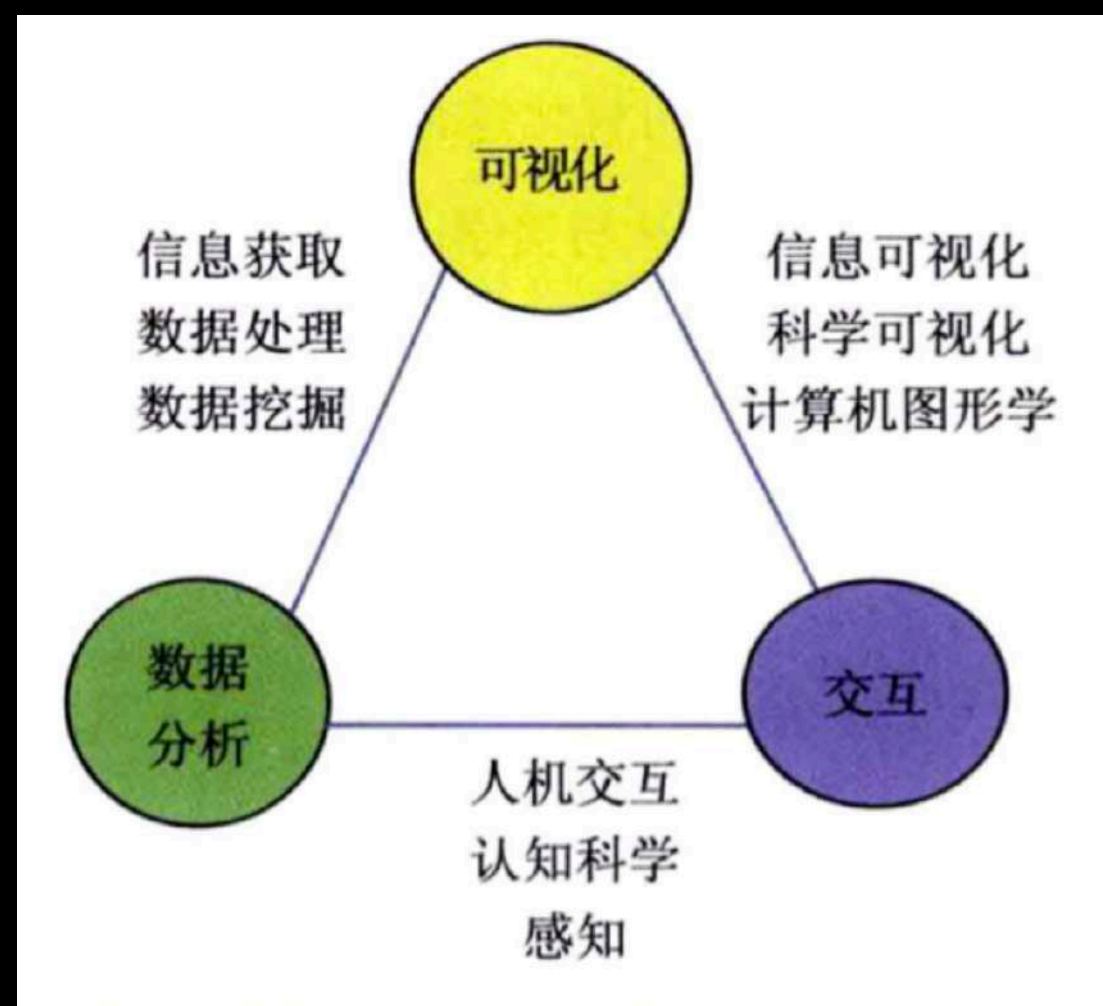 可视化
信息获取
数据处理
数据挖掘
信息可视化
科学可视化
计算机图形学
数据
分析
交互
人机交互
认知科学
感知